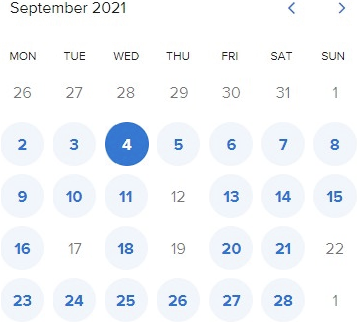 September 2021
MON TUE WED THU FRI SAT SUN
26 27 28 29 30 31 1
2 3 4 5 6 7 8
9 10 11 12 13 14 15
16 17 18 19 20 21 22
23 24 25 26 27 28 1